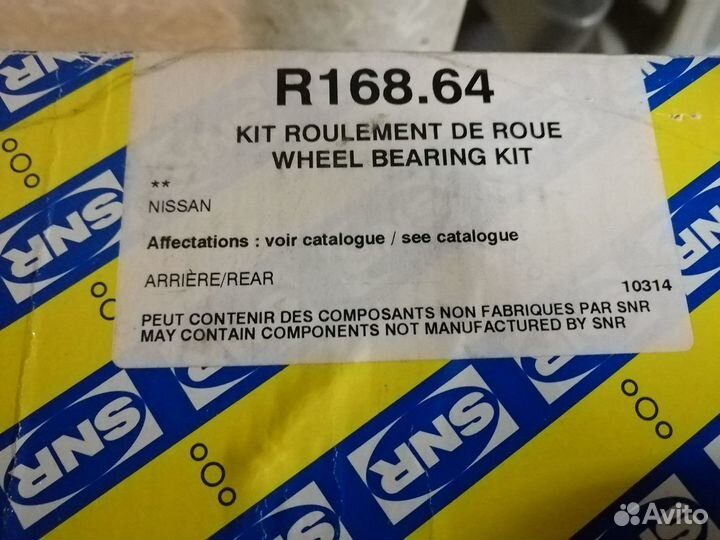 R168.64
KIT ROULEMENT DE ROUE
WHEEL BEARING KIT
**
NISSAN
Affectations : voir catalogue / see catalogue
ARRIÈRE/REAR
10314
PEUT CONTENIR DES COMPOSANTS NON FABRIQUES PAR SNR
MAY CONTAIN COMPONENTS NOT MANUFACTURED BY SNR
SNR
SNR
SNR
SNR
SNR
SNR
Avito